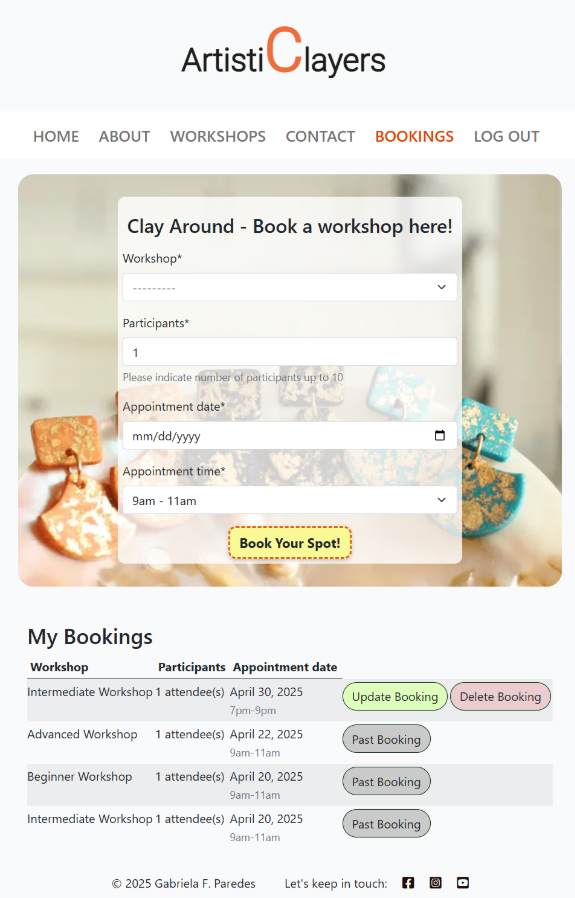 ArtistiClayers
HOME ABOUT WORKSHOPS CONTACT BOOKINGS LOG OUT
Clay Around - Book a workshop here!
Workshop*
---------
Participants*
1
Please indicate number of participants up to 10
Appointment date*
mm/dd/yyyy
Appointment time*
9am - 11am
Book Your Spot!
My Bookings
Workshop Participants Appointment date
Intermediate Workshop 1 attendee(s) April 30, 2025 Update Booking Delete Booking
7pm-9pm
Advanced Workshop 1 attendee(s) April 22, 2025 Past Booking
9am-11am
Beginner Workshop 1 attendee(s) April 20, 2025 Past Booking
9am-11am
Intermediate Workshop 1 attendee(s) April 20, 2025 Past Booking
9am-11am
© 2025 Gabriela F. Paredes Let's keep in touch: